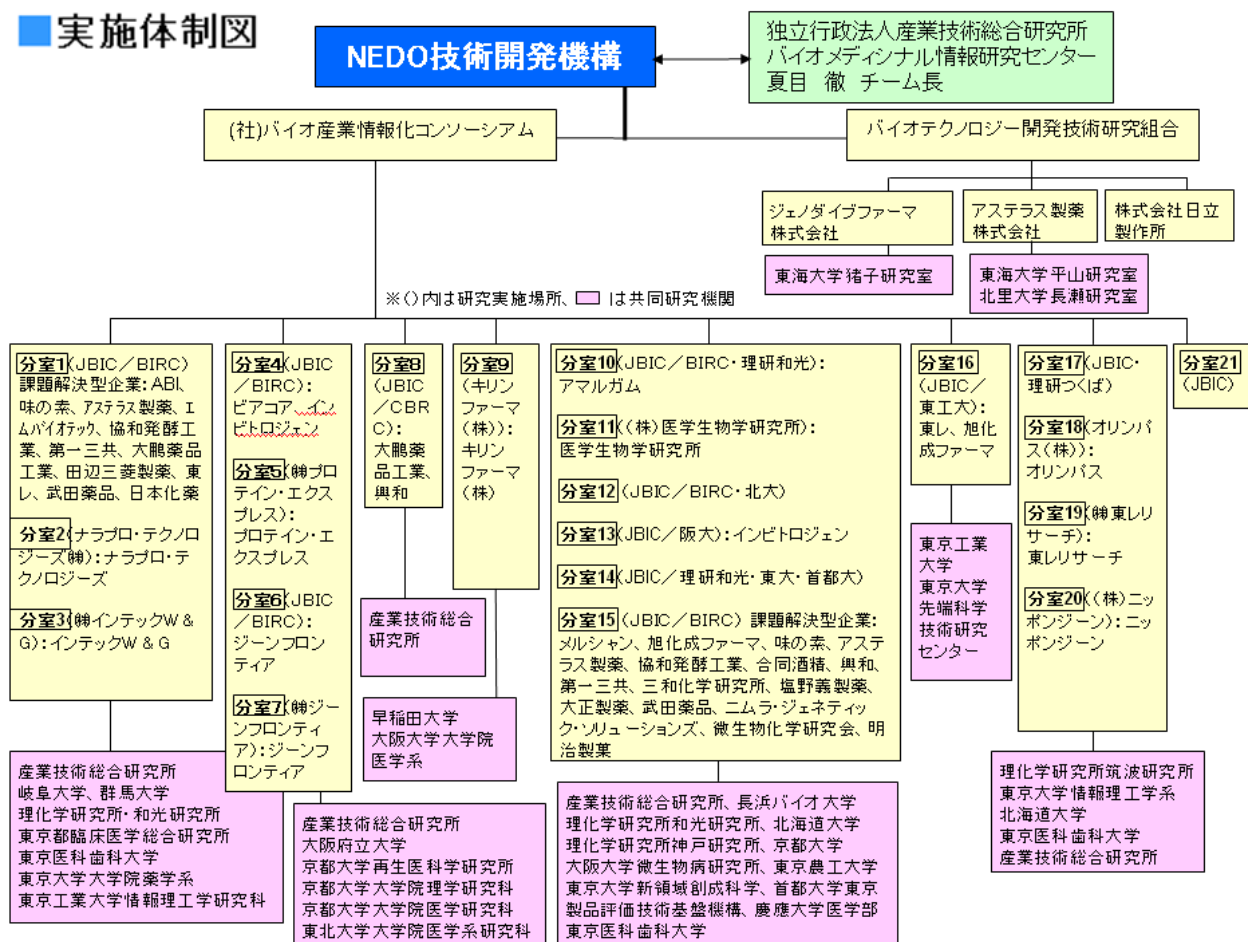 ■実施体制図
NEDO技術開発機構
独立行政法人産業技術総合研究所
バイオメディシナル情報研究センター
夏目 徹 チーム長
(社)バイオ産業情報化コンソーシアム
バイオテクノロジー開発技術研究組合
ジェノダイブファーマ
株式会社
アステラス製薬
株式会社
株式会社日立
製作所
東海大学猪子研究室
東海大学平山研究室
北里大学長瀬研究室
※()内は研究実施場所、 は共同研究機関
分室1(JBIC/BIRC)
課題解決型企業:ABI、
味の素、アステラス製薬、エ
ムバイオテック、協和発酵工
業、第一三共、大鵬薬品
工業、田辺三菱製薬、東
レ、武田薬品、日本化薬
分室2(ナラプロ・テクノロ
ジーズ㈱):ナラプロ・テ
クノロジーズ
分室3(㈱インテックW&
G):インテックW&G
産業技術総合研究所
岐阜大学、群馬大学
理化学研究所・和光研究所
東京都臨床医学総合研究所
東京医科歯科大学
東京大学大学院薬学系
東京工業大学情報理工学研究科
分室4(JBIC
/BIRC):
ビアコア、イン
ビトロジェン
分室5(㈱プロ
テイン・エクス
プレス):
プロテイン・エ
クスプレス
分室6(JBIC
/BIRC):
ジーンフロン
ティア
分室7(㈱ジー
ンフロンティ
ア):ジーンフ
ロンティア
産業技術総合研究所
大阪府立大学
京都大学再生医科学研究所
京都大学大学院理学研究科
京都大学大学院医学研究科
東北大学大学院医学系研究科
分室8
(JBIC
/CBR
C):
大鵬薬
品工業、
興和
産業技術総合
研究所
分室9
(キリン
ファーマ
(株)):
キリン
ファーマ
(株)
早稲田大学
大阪大学大学院
医学系
分室10(JBIC/BIRC・理研和光):
アマルガム
分室11((株)医学生物学研究所):
医学生物学研究所
分室12(JBIC/BIRC・北大)
分室13(JBIC/阪大):インビトロジェン
分室14(JBIC/理研和光・東大・首都大)
分室15(JBIC/BIRC) 課題解決型企業:
メルシャン、旭化成ファーマ、味の素、アス
テラス製薬、協和発酵工業、合同酒精、興和、
第一三共、三和化学研究所、塩野義製薬、
大正製薬、武田薬品、ニムラ・ジェネティッ
ク・ソリューションズ、微生物化学研究会、明
治製菓
産業技術総合研究所、長浜バイオ大学
理化学研究所和光研究所、北海道大学
理化学研究所神戸研究所、京都大学
大阪大学微生物病研究所、東京農工大学
東京大学新領域創成科学、首都大学東京
製品評価技術基盤機構、慶應大学医学部
東京医科歯科大学
分室16
(JBIC/
東工大):
東レ、旭化
成ファーマ
東京工業
大学
東京大学
先端科学
技術研究
センター
分室17(JBIC・
理研つくば)
分室18(オリンパ
ス(株)):
オリンパス
分室19(㈱東レリ
サーチ):
東レリサーチ
分室20((株)ニッ
ポンジーン):ニッ
ポンジーン
理化学研究所筑波研究所
東京大学情報理工学系
北海道大学
東京医科歯科大学
産業技術総合研究所
分室21
(JBIC)